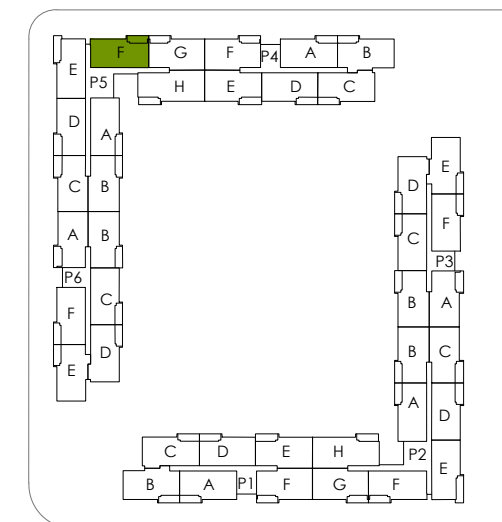 F G F P4 A B
E P5 H E D C
D A
C B
A B
P6
F C
E D
E
D F
C P3
B A
B C
A D
C D E H P2
B A P1 F G F E